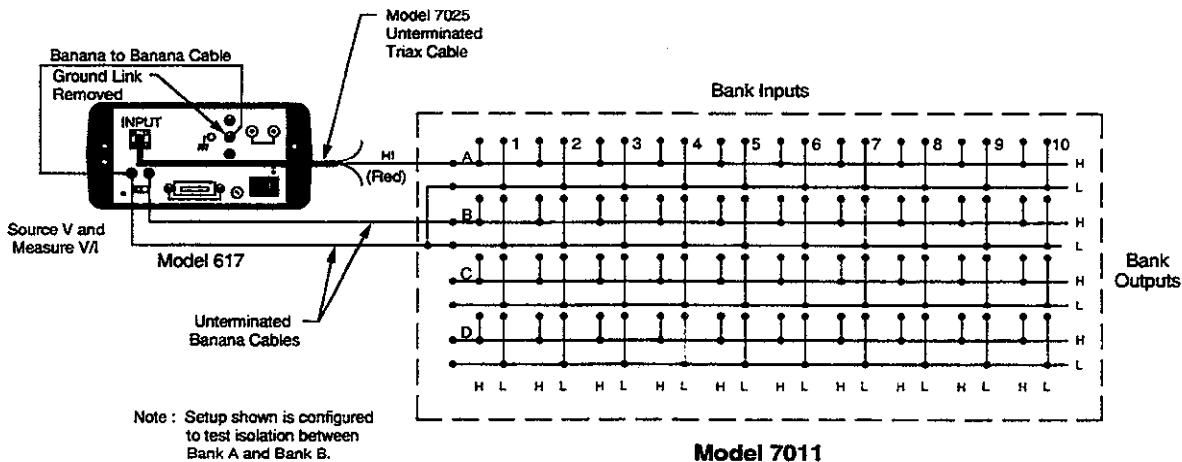 Model 7025
Unterminated
Triax Cable
Banana to Banana Cable
Ground Link
Removed
Bank Inputs
INPUT
HI
(Red)
A
1 2 3 4 5 6 7 8 9 10
H
L
B
H
L
C
H
L
D
H
L
H L H L H L H L H L H L H L H L H L H L
Source V and
Measure V/I
Model 617
Bank
Outputs
Unterminated
Banana Cables
Note : Setup shown is configured
to test isolation between
Bank A and Bank B.
Model 7011